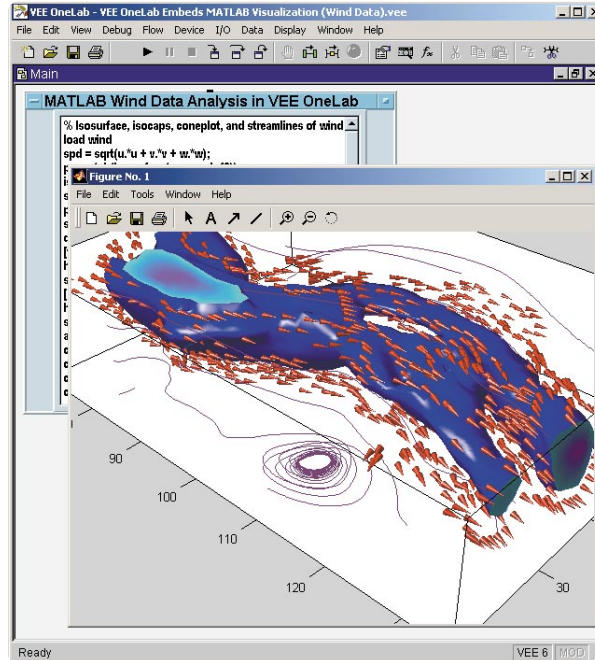 VEE OneLab - VEE OneLab Embeds MATLAB Visualization (Wind Data).vee
File Edit View Debug Flow Device I/O Data Display Window Help
Main
MATLAB Wind Data Analysis in VEE OneLab
% Isosurface, isocaps, coneplot, and streamlines of wind
load wind
spd = sqrt(u.*u + v.*v + w.*w);
Figure No. 1
File Edit Tools Window Help
A
90
100
110
120
30
Ready
VEE 6 MOD